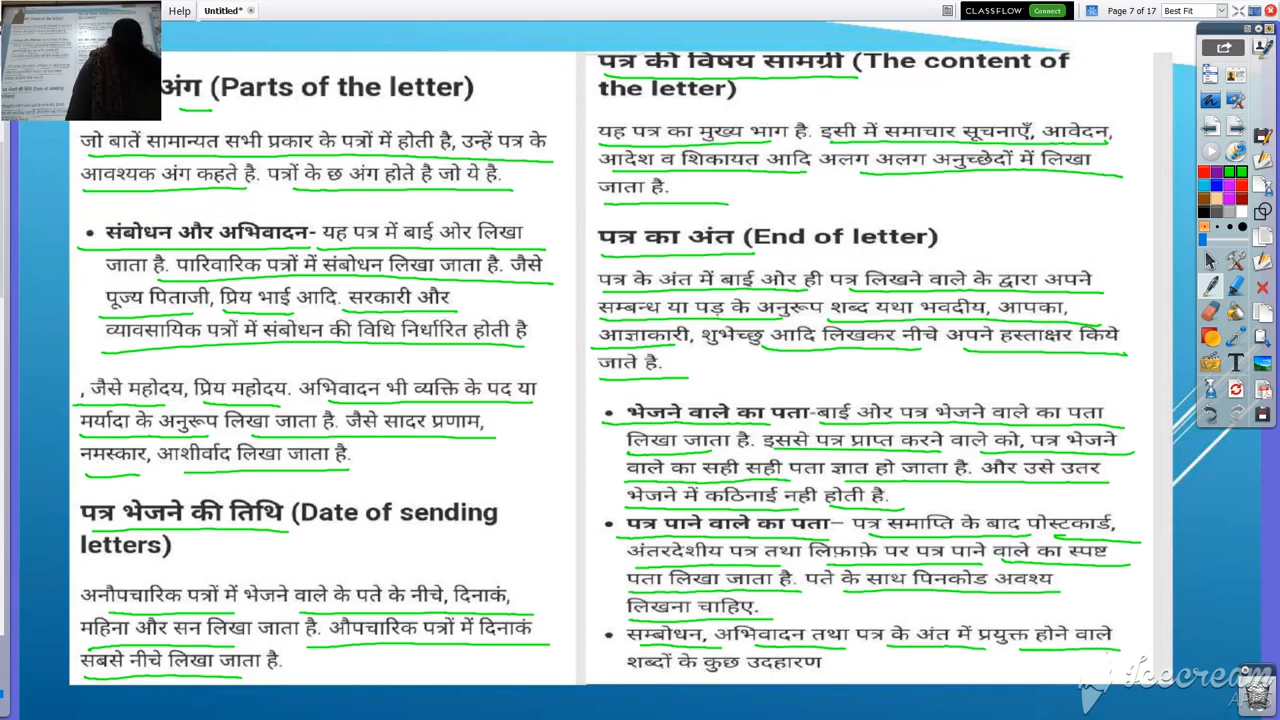 Help
Untitled*
CLASSFLOW Connect
Page 7 of 17
Best Fit
अंग (Parts of the letter)
जो बातें सामान्यत सभी प्रकार के पत्रों में होती है, उन्हें पत्र के
आवश्यक अंग कहते है. पत्रों के छ अंग होते है जो ये है.
• संबोधन और अभिवादन- यह पत्र में बाई ओर लिखा
जाता है. पारिवारिक पत्रों में संबोधन लिखा जाता है. जैसे
पूज्य पिताजी, प्रिय भाई आदि. सरकारी और
व्यावसायिक पत्रों में संबोधन की विधि निर्धारित होती है
, जैसे महोदय, प्रिय महोदय. अभिवादन भी व्यक्ति के पद या
मर्यादा के अनुरूप लिखा जाता है. जैसे सादर प्रणाम,
नमस्कार, आशीर्वाद लिखा जाता है.
पत्र भेजने की तिथि (Date of sending
letters)
अनौपचारिक पत्रों में भेजने वाले के पते के नीचे, दिनाकं,
महिना और सन लिखा जाता है. औपचारिक पत्रों में दिनाकं
सबसे नीचे लिखा जाता है.
पत्र की विषय सामग्री (The content of
the letter)
यह पत्र का मुख्य भाग है. इसी में समाचार सूचनाएँ, आवेदन,
आदेश व शिकायत आदि अलग अलग अनुच्छेदों में लिखा
जाता है.
पत्र का अंत (End of letter)
पत्र के अंत में बाई ओर ही पत्र लिखने वाले के द्वारा अपने
सम्बन्ध या पड़ के अनुरूप शब्द यथा भवदीय, आपका,
आज्ञाकारी, शुभेच्छु आदि लिखकर नीचे अपने हस्ताक्षर किये
जाते है.
• भेजने वाले का पता-बाई ओर पत्र भेजने वाले का पता
लिखा जाता है. इससे पत्र प्राप्त करने वाले को, पत्र भेजने
वाले का सही सही पता ज्ञात हो जाता है. और उसे उतर
भेजने में कठिनाई नही होती है.
• पत्र पाने वाले का पता– पत्र समाप्ति के बाद पोस्टकार्ड,
अंतरदेशीय पत्र तथा लिफ़ाफ़े पर पत्र पाने वाले का स्पष्ट
पता लिखा जाता है. पते के साथ पिनकोड अवश्य
लिखना चाहिए.
• सम्बोधन, अभिवादन तथा पत्र के अंत में प्रयुक्त होने वाले
शब्दों के कुछ उदहारण
Icecream
APPS